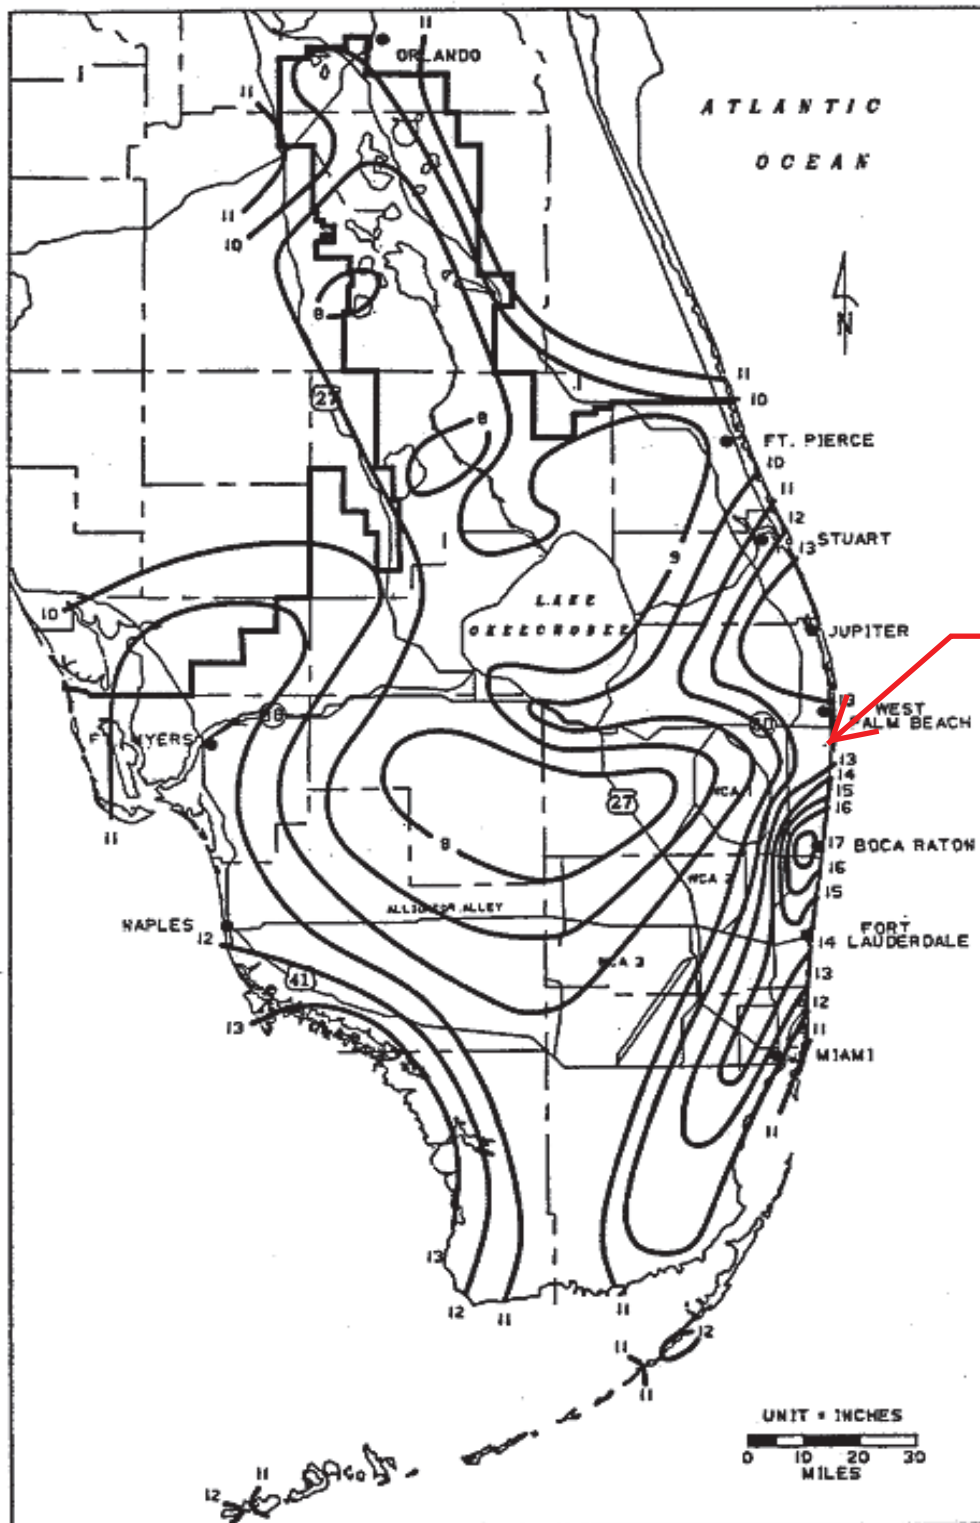 11
ORLANDO
ATLANTIC
OCEAN
11
11
10
N
8
27
11
10
8
FT. PIERCE
10
11
12
STUART
13
9
LAKE
OKEECHOBEE
10
JUPITER
13
WEST
PALM BEACH
80
MYERS
13
14
15
16
27
WCA 1
17 BOCA RATON
8
16
11
WCA 2
15
ALLIGATOR ALLEY
NAPLES
12
FORT
14 LAUDERDALE
WCA 3
41
13
12
13
11
MIAMI
11
13
12
11
11
12
11
11
11
12
UNIT = INCHES
0 10 20 30
MILES